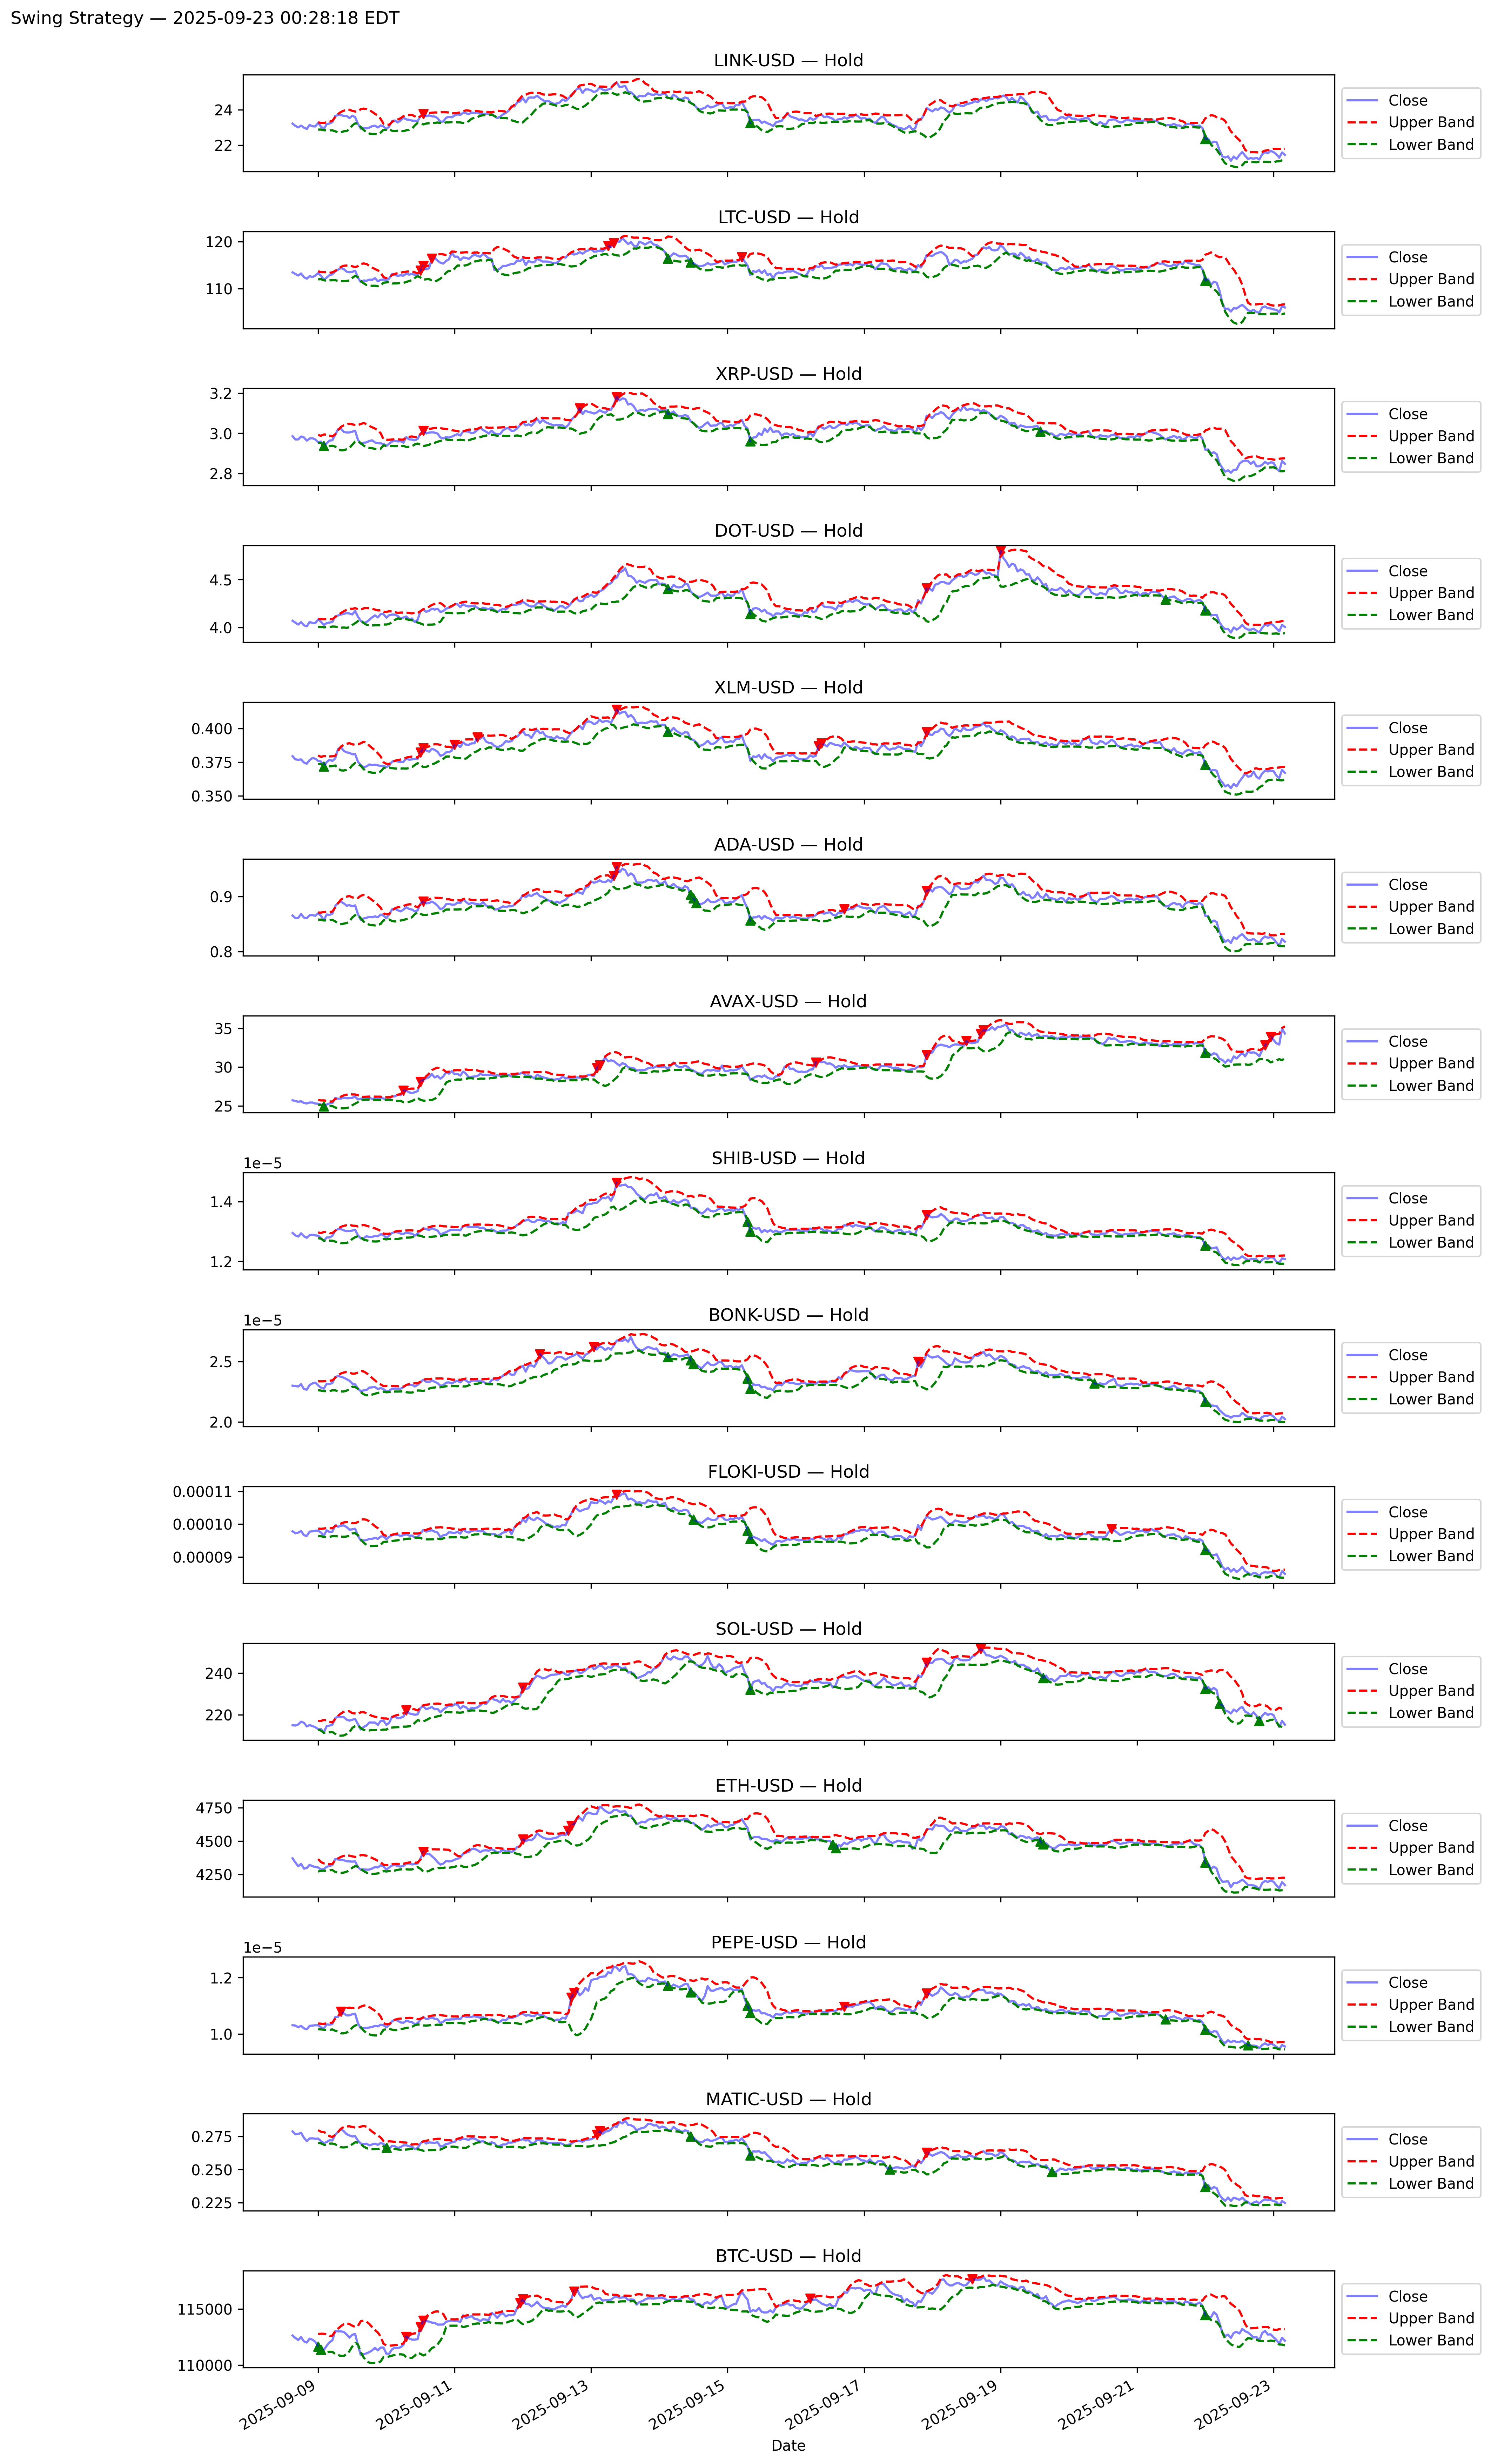 Swing Strategy — 2025-09-23 00:28:18 EDT
LINK-USD — Hold
24
22
Close
Upper Band
Lower Band
LTC-USD — Hold
120
110
Close
Upper Band
Lower Band
XRP-USD — Hold
3.2
3.0
2.8
Close
Upper Band
Lower Band
DOT-USD — Hold
4.5
4.0
Close
Upper Band
Lower Band
XLM-USD — Hold
0.400
0.375
0.350
Close
Upper Band
Lower Band
ADA-USD — Hold
0.9
0.8
Close
Upper Band
Lower Band
AVAX-USD — Hold
35
30
25
Close
Upper Band
Lower Band
SHIB-USD — Hold
1e−5
1.4
1.2
Close
Upper Band
Lower Band
BONK-USD — Hold
1e−5
2.5
2.0
Close
Upper Band
Lower Band
FLOKI-USD — Hold
0.00011
0.00010
0.00009
Close
Upper Band
Lower Band
SOL-USD — Hold
240
220
Close
Upper Band
Lower Band
ETH-USD — Hold
4750
4500
4250
Close
Upper Band
Lower Band
PEPE-USD — Hold
1e−5
1.2
1.0
Close
Upper Band
Lower Band
MATIC-USD — Hold
0.275
0.250
0.225
Close
Upper Band
Lower Band
BTC-USD — Hold
115000
110000
Close
Upper Band
Lower Band
2025-09-09
2025-09-11
2025-09-13
2025-09-15
2025-09-17
2025-09-19
2025-09-21
2025-09-23
Date